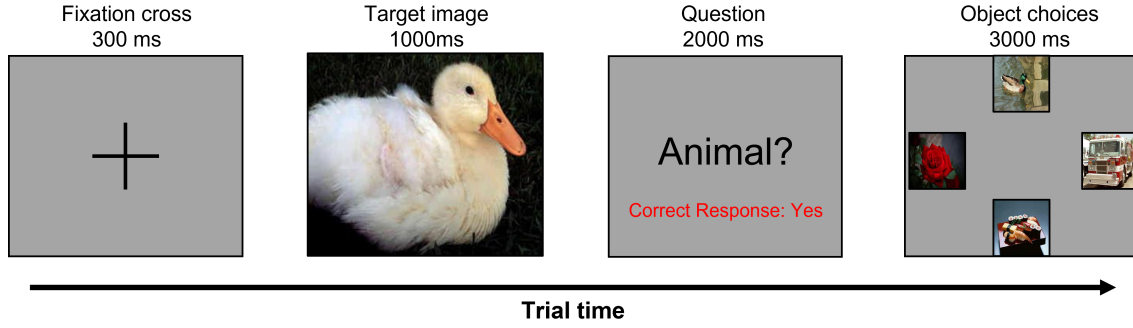 Fixation cross
300 ms
Target image
1000ms
Question
2000 ms
Object choices
3000 ms
Animal?
Correct Response: Yes
Trial time